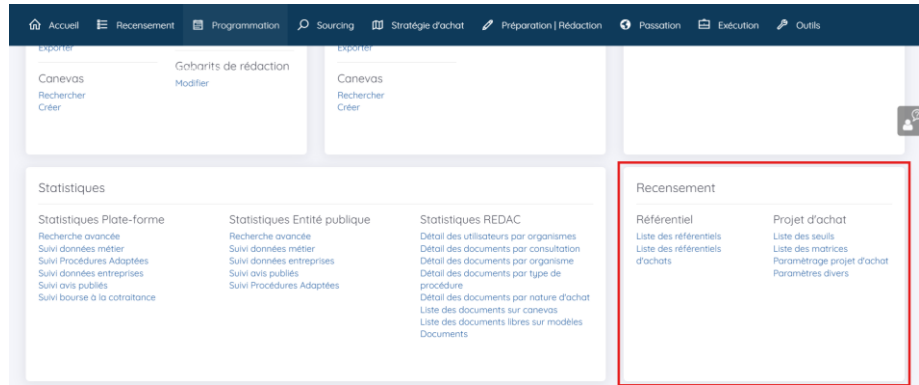 Accueil Recensement Programmation Sourcing Stratégie d'achat Préparation | Rédaction Passation Exécution Outils
Exporter
Canevas
Rechercher
Créer
Gabarits de rédaction
Modifier
Exporter
Canevas
Rechercher
Créer
Statistiques
Statistiques Plate-forme
Recherche avancée
Suivi données métier
Suivi Procédures Adaptées
Suivi données entreprises
Suivi avis publiés
Suivi bourse à la cotraitance
Statistiques Entité publique
Recherche avancée
Suivi données métier
Suivi données entreprises
Suivi avis publiés
Suivi Procédures Adaptées
Statistiques REDAC
Détail des utilisateurs par organismes
Détail des documents par consultation
Détail des documents par organisme
Détail des documents par type de
procédure
Détail des documents par nature d'achat
Liste des documents sur canevas
Liste des documents libres sur modèles
Documents
Recensement
Référentiel
Liste des référentiels
Liste des référentiels
d'achats
Projet d'achat
Liste des seuils
Liste des matrices
Paramètrage projet d'achat
Paramètres divers